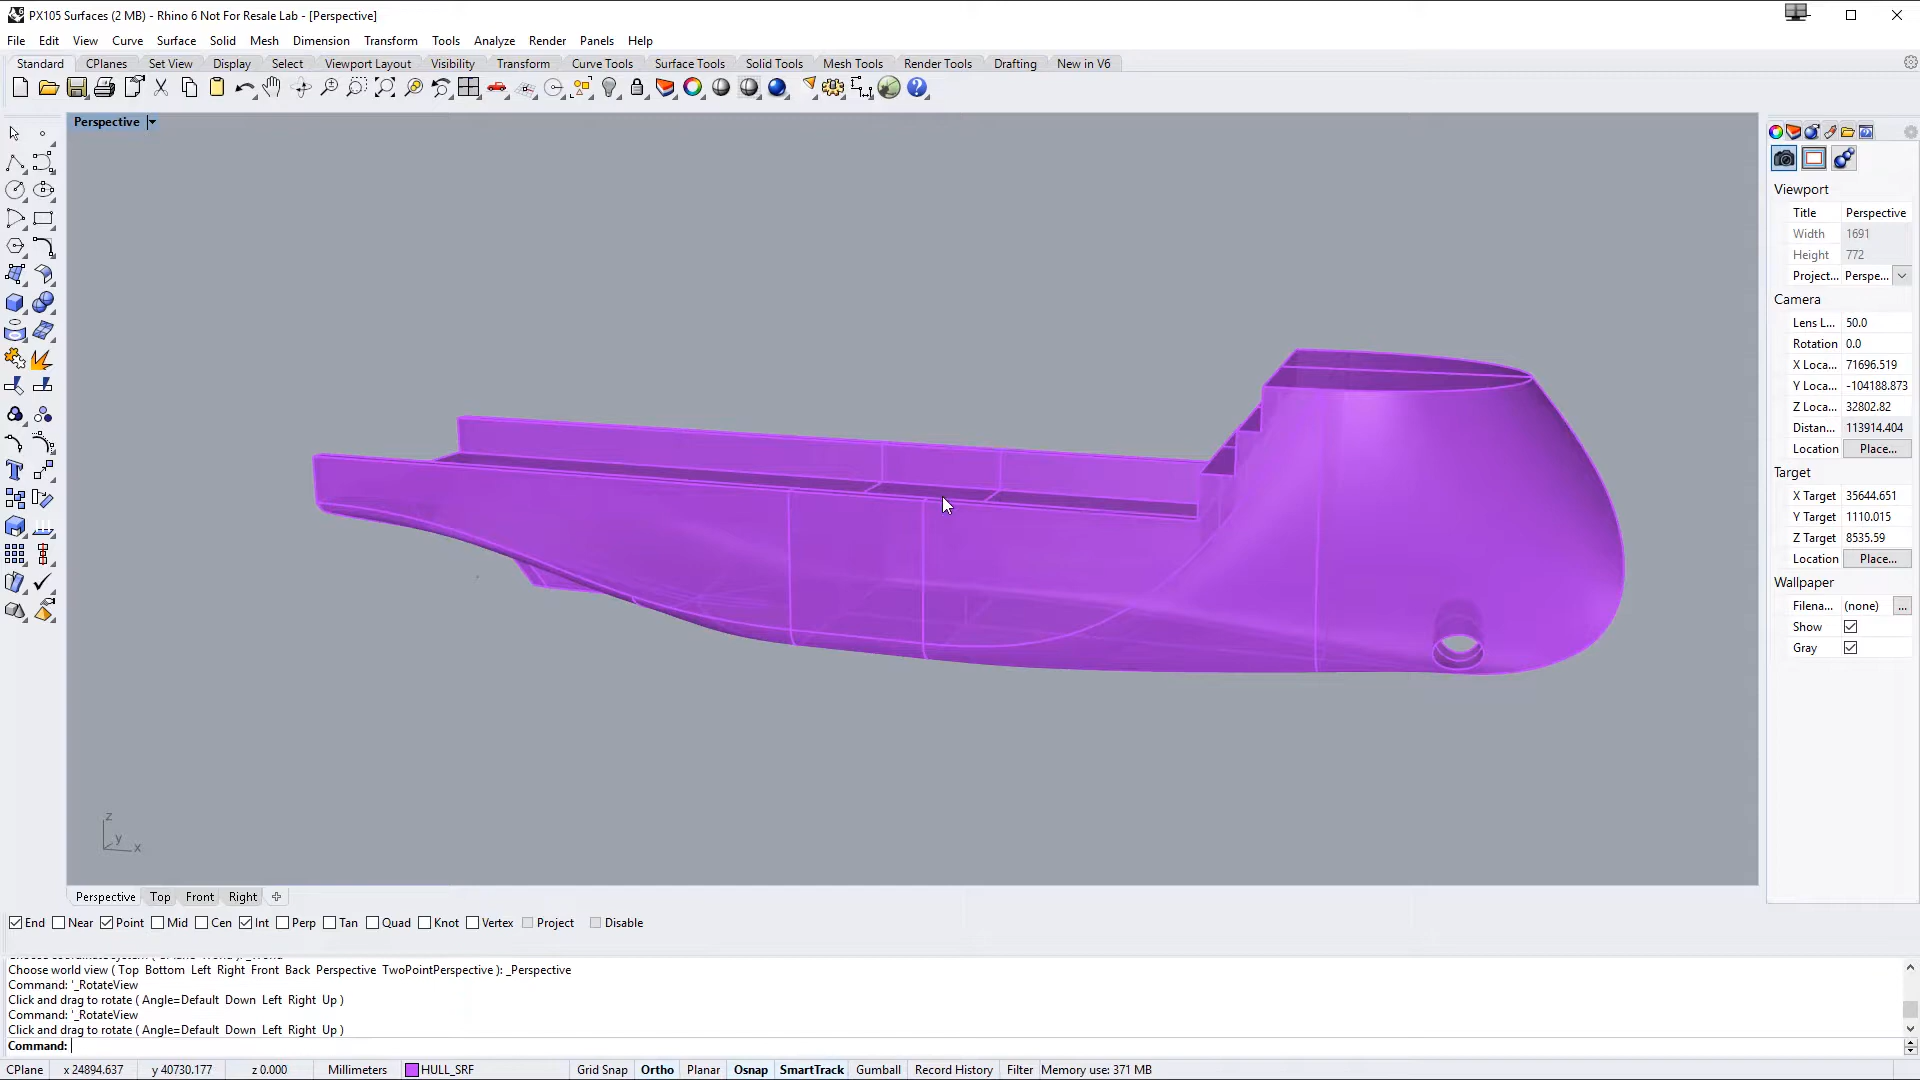 PX105 Surfaces (2 MB) - Rhino 6 Not For Resale Lab - [Perspective]
File Edit View Curve Surface Solid Mesh Dimension Transform Tools Analyze Render Panels Help
Standard CPlanes Set View Display Select Viewport Layout Visibility Transform Curve Tools Surface Tools Solid Tools Mesh Tools Render Tools Drafting New in V6
Perspective
Viewport
Title Perspective
Width 1691
Height 772
Project... Perspe...
Camera
Lens L... 50.0
Rotation 0.0
X Loca... 71696.519
Y Loca... -104188.873
Z Loca... 32802.82
Distan... 113914.404
Location Place...
Target
X Target 35644.651
Y Target 1110.015
Z Target 8535.59
Location Place...
Wallpaper
Filena... (none) ...
Show
Gray
z
y
x
Perspective Top Front Right
End Near Point Mid Cen Int Perp Tan Quad Knot Vertex Project Disable
Choose world view ( Top Bottom Left Right Front Back Perspective TwoPointPerspective ): _Perspective
Command: '_RotateView
Click and drag to rotate ( Angle=Default Down Left Right Up )
Command: '_RotateView
Click and drag to rotate ( Angle=Default Down Left Right Up )
Command:
CPlane x 24894.637 y 40730.177 z 0.000 Millimeters HULL_SRF Grid Snap Ortho Planar Osnap SmartTrack Gumball Record History Filter Memory use: 371 MB